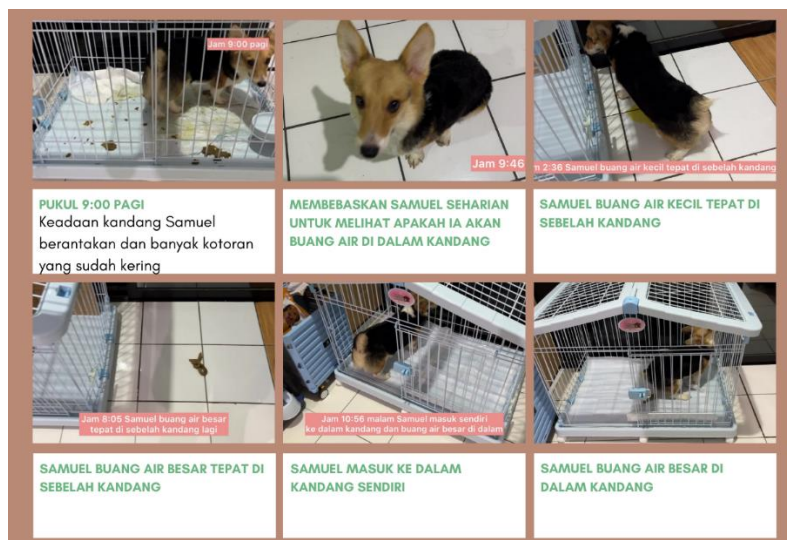 Jam 9:00 pagi
Jam 9:46
m 2:36 Samuel buang air kecil tepat di sebelah kandang
PUKUL 9:00 PAGI
Keadaan kandang Samuel
berantakan dan banyak kotoran
yang sudah kering
MEMBEBASKAN SAMUEL SEHARIAN
UNTUK MELIHAT APAKAH IA AKAN
BUANG AIR DI DALAM KANDANG
SAMUEL BUANG AIR KECIL TEPAT DI
SEBELAH KANDANG
Jam 8:05 Samuel buang air besar
tepat di sebelah kandang lagi
Jam 10:56 malam Samuel masuk sendiri
ke dalam kandang dan buang air besar di dalam
SAMUEL BUANG AIR BESAR TEPAT DI
SEBELAH KANDANG
SAMUEL MASUK KE DALAM
KANDANG SENDIRI
SAMUEL BUANG AIR BESAR DI
DALAM KANDANG